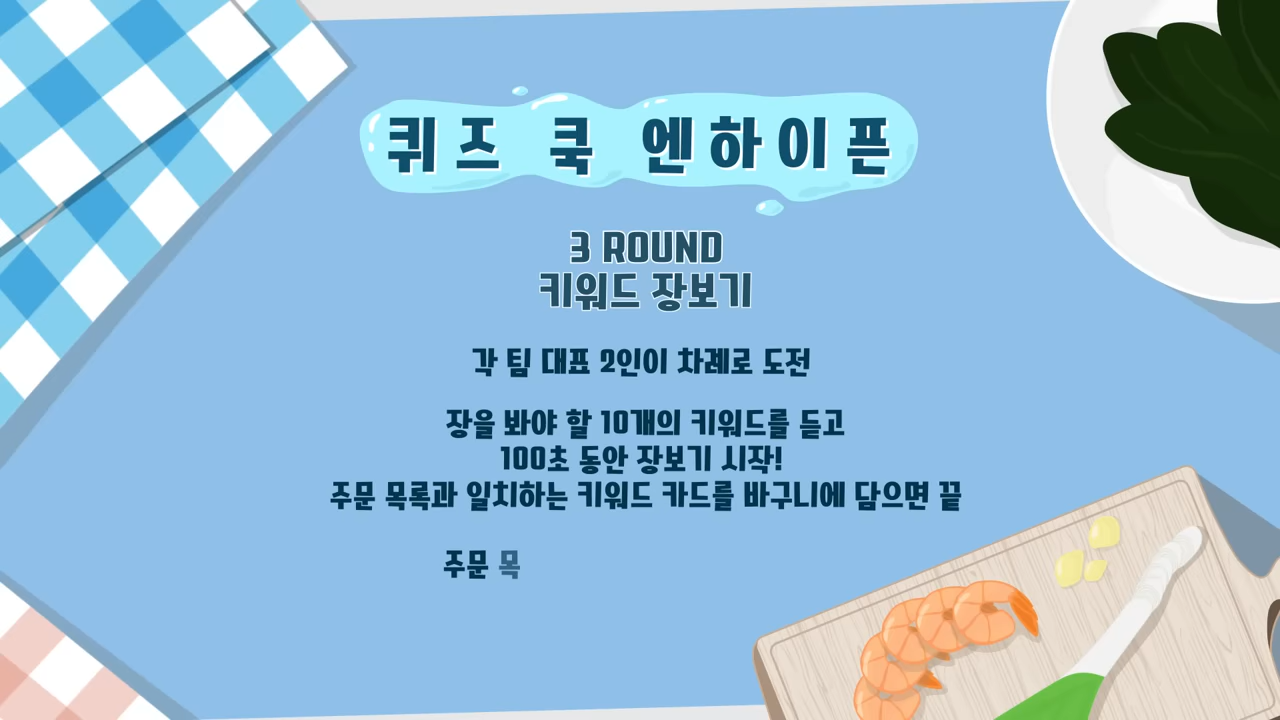 퀴즈 쿡 엔하이픈
3 ROUND
키워드 장보기
각 팀 대표 2인이 차례로 도전
장을 봐야 할 10개의 키워드를 듣고
100초 동안 장보기 시작!
주문 목록과 일치하는 키워드 카드를 바구니에 담으면 끝
주문 목